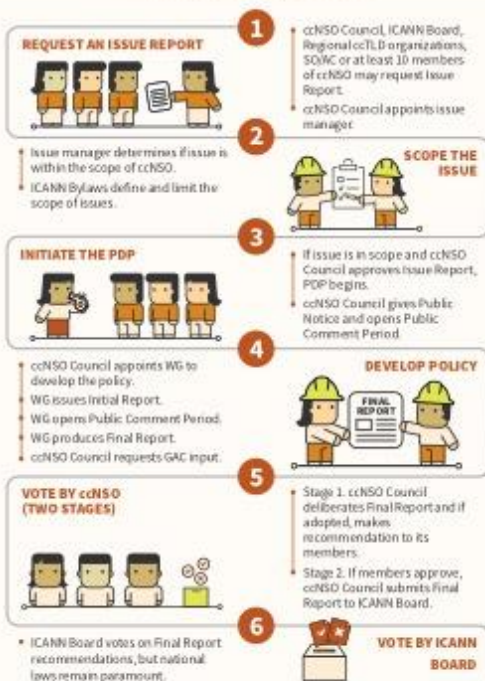 1
REQUEST AN ISSUE REPORT
• ccNSO Council, ICANN Board,
Regional ccTLD organizations,
SO/AC or at least 10 members
of ccNSO may request Issue
Report.
• ccNSO Council appoints issue
manager.
2
SCOPE THE
ISSUE
• Issue manager determines if issue is
within the scope of ccNSO.
• ICANN Bylaws define and limit the
scope of issues.
3
INITIATE THE PDP
• If issue is in scope and ccNSO
Council approves Issue Report,
PDP begins.
• ccNSO Council gives Public
Notice and opens Public
Comment Period.
4
DEVELOP POLICY
• ccNSO Council appoints WG to
develop the policy.
• WG issues Initial Report.
• WG opens Public Comment Period.
• WG produces Final Report.
• ccNSO Council requests GAC input.
FINAL
REPORT
5
VOTE BY ccNSO
(TWO STAGES)
• Stage 1. ccNSO Council
deliberates Final Report and if
adopted, makes
recommendation to its
members.
• Stage 2. If members approve,
ccNSO Council submits Final
Report to ICANN Board.
6
VOTE BY ICANN
BOARD
• ICANN Board votes on Final Report
recommendations, but national
laws remain paramount.